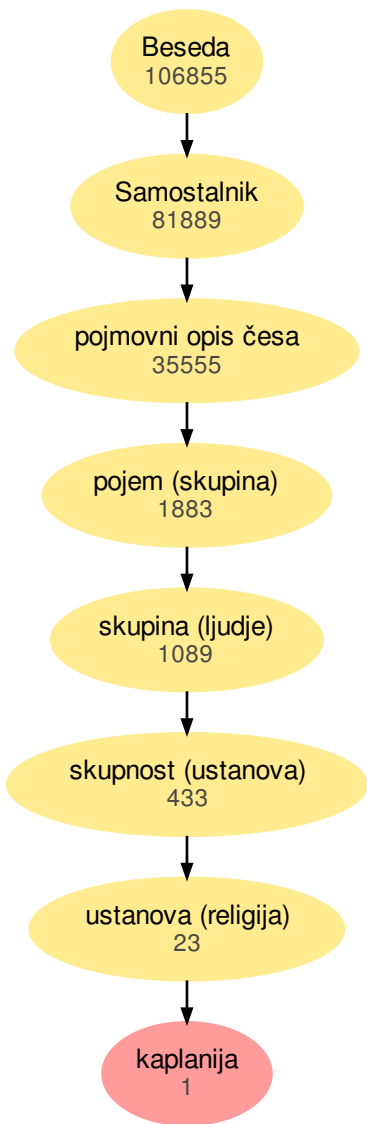 Beseda
106855
Samostalnik
81889
pojmovni opis česa
35555
pojem (skupina)
1883
skupina (ljudje)
1089
skupnost (ustanova)
433
ustanova (religija)
23
kaplanija
1